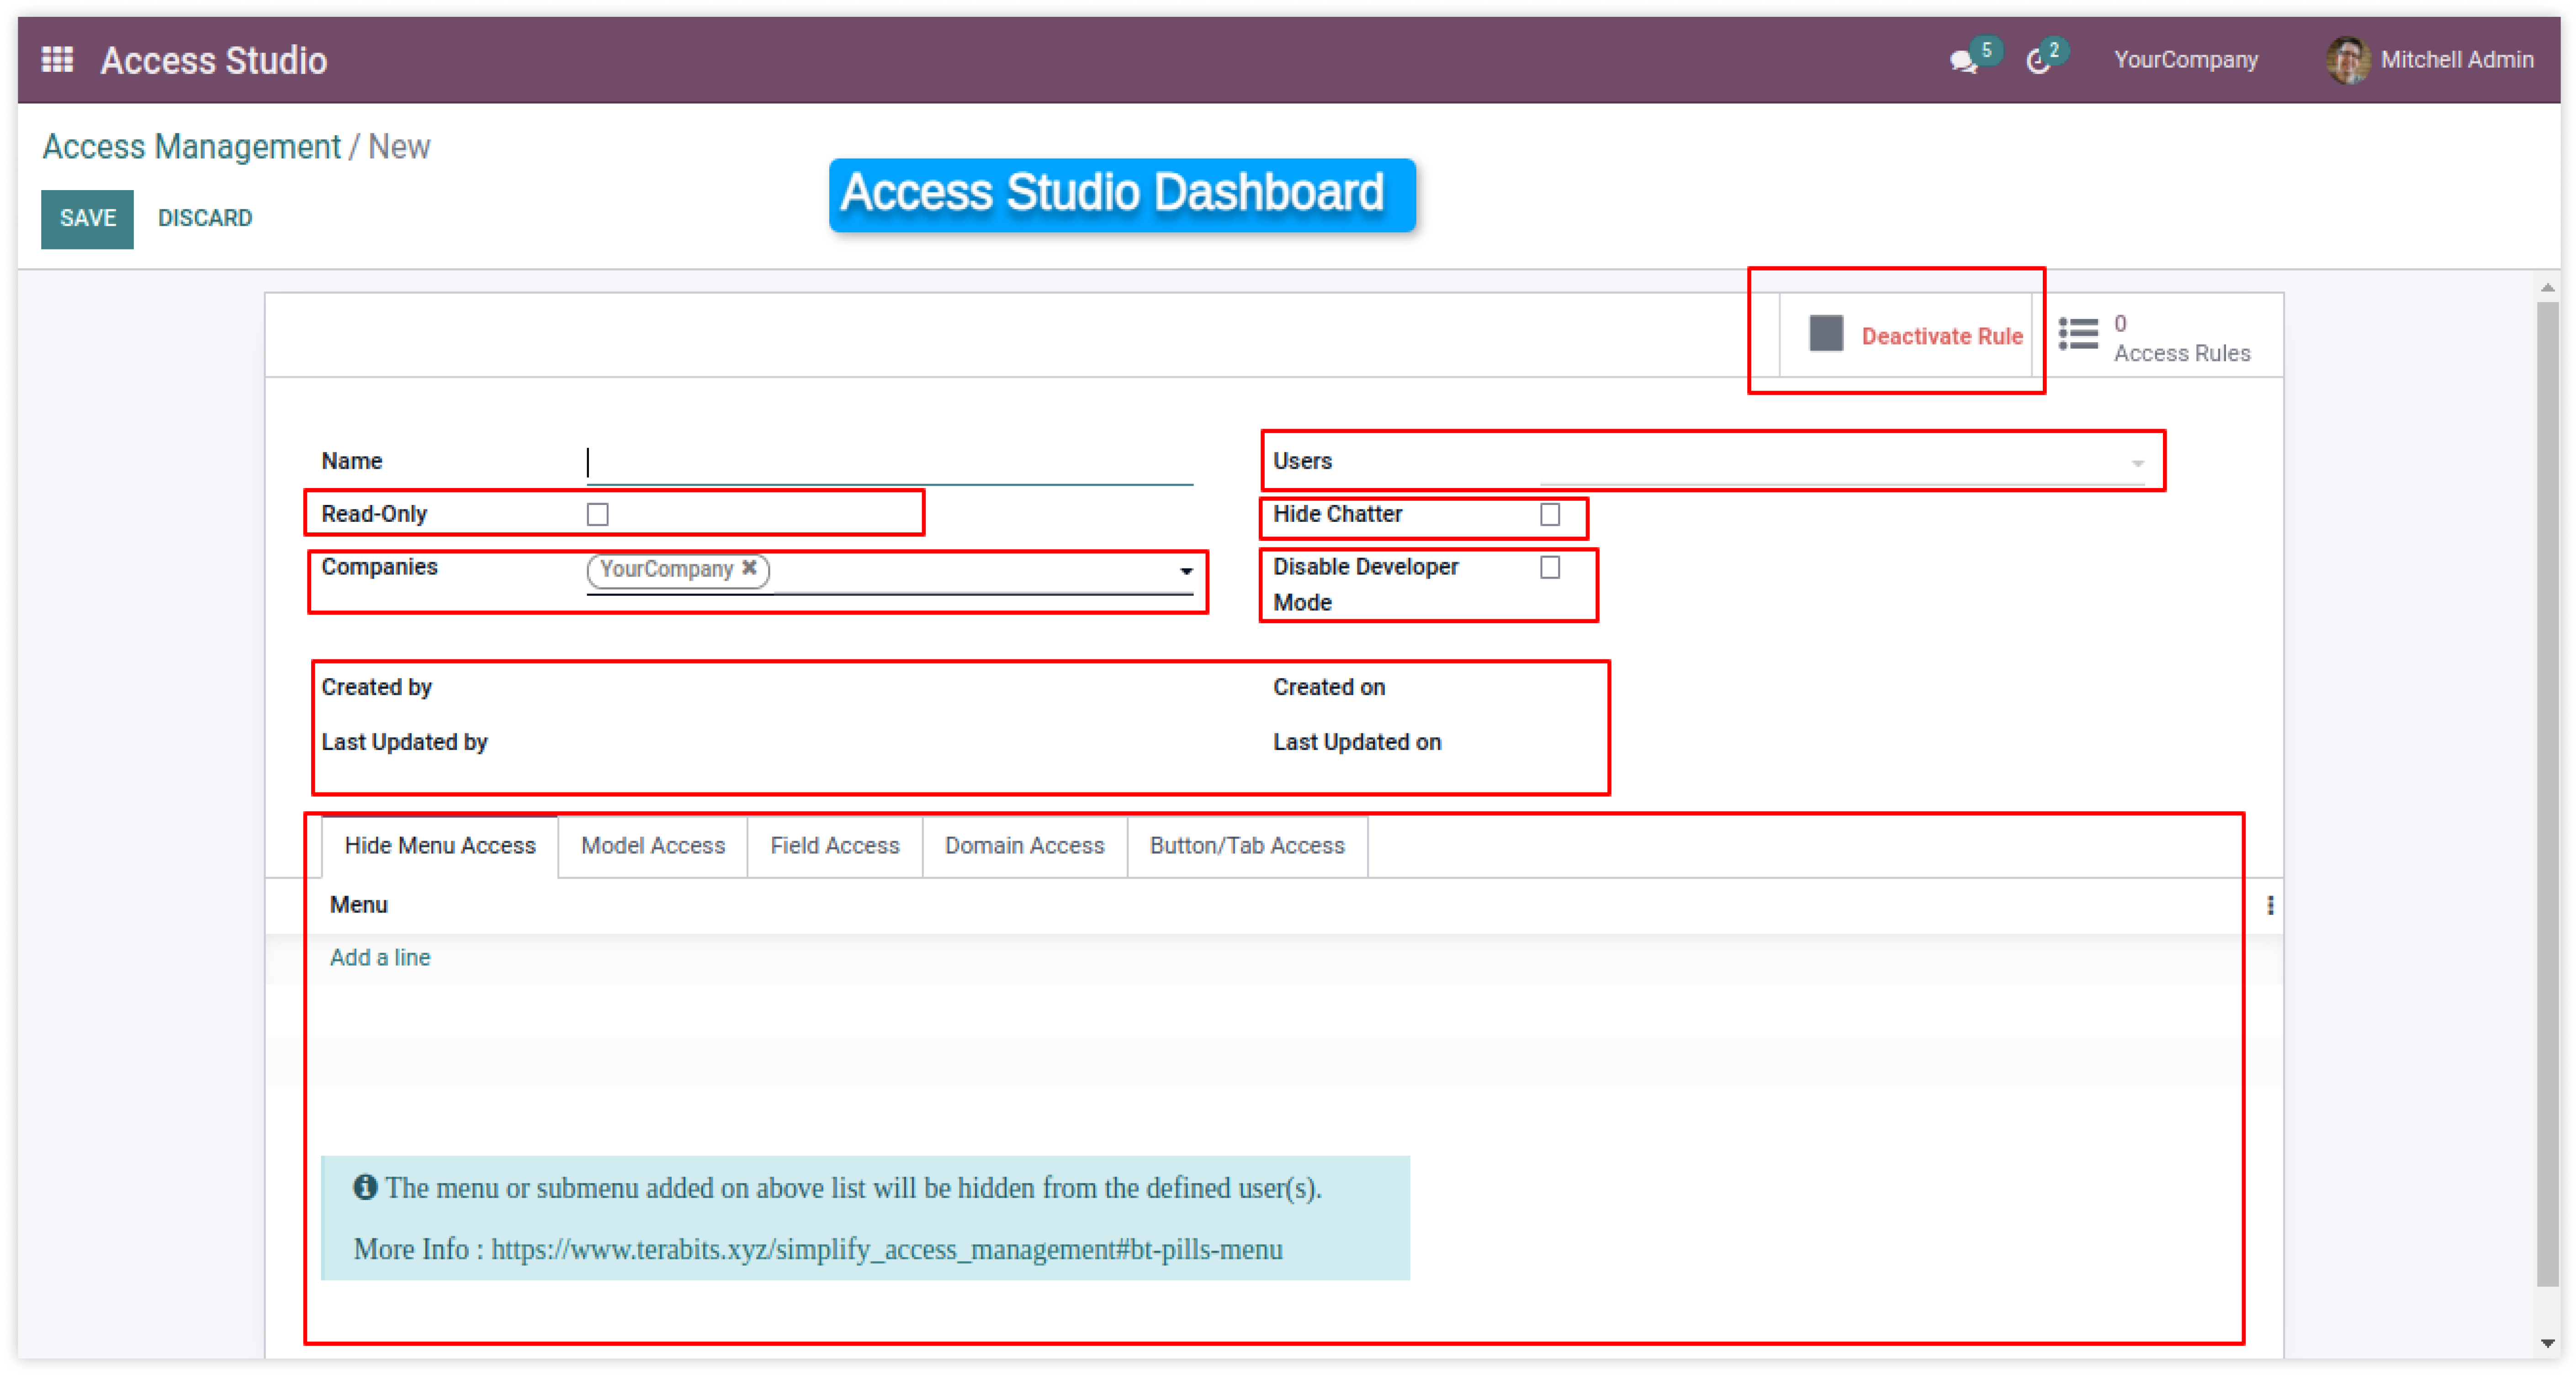 Access Studio
5
2
YourCompany
Mitchell Admin
Access Management / New
Access Studio Dashboard
SAVE
DISCARD
Deactivate Rule
0
Access Rules
Name
Users
Read-Only
Hide Chatter
Companies
YourCompany ✖
Disable Developer
Mode
Created by
Created on
Last Updated by
Last Updated on
Hide Menu Access
Model Access
Field Access
Domain Access
Button/Tab Access
Menu
Add a line
The menu or submenu added on above list will be hidden from the defined user(s).
More Info : https://www.terabits.xyz/simplify_access_management#bt-pills-menu